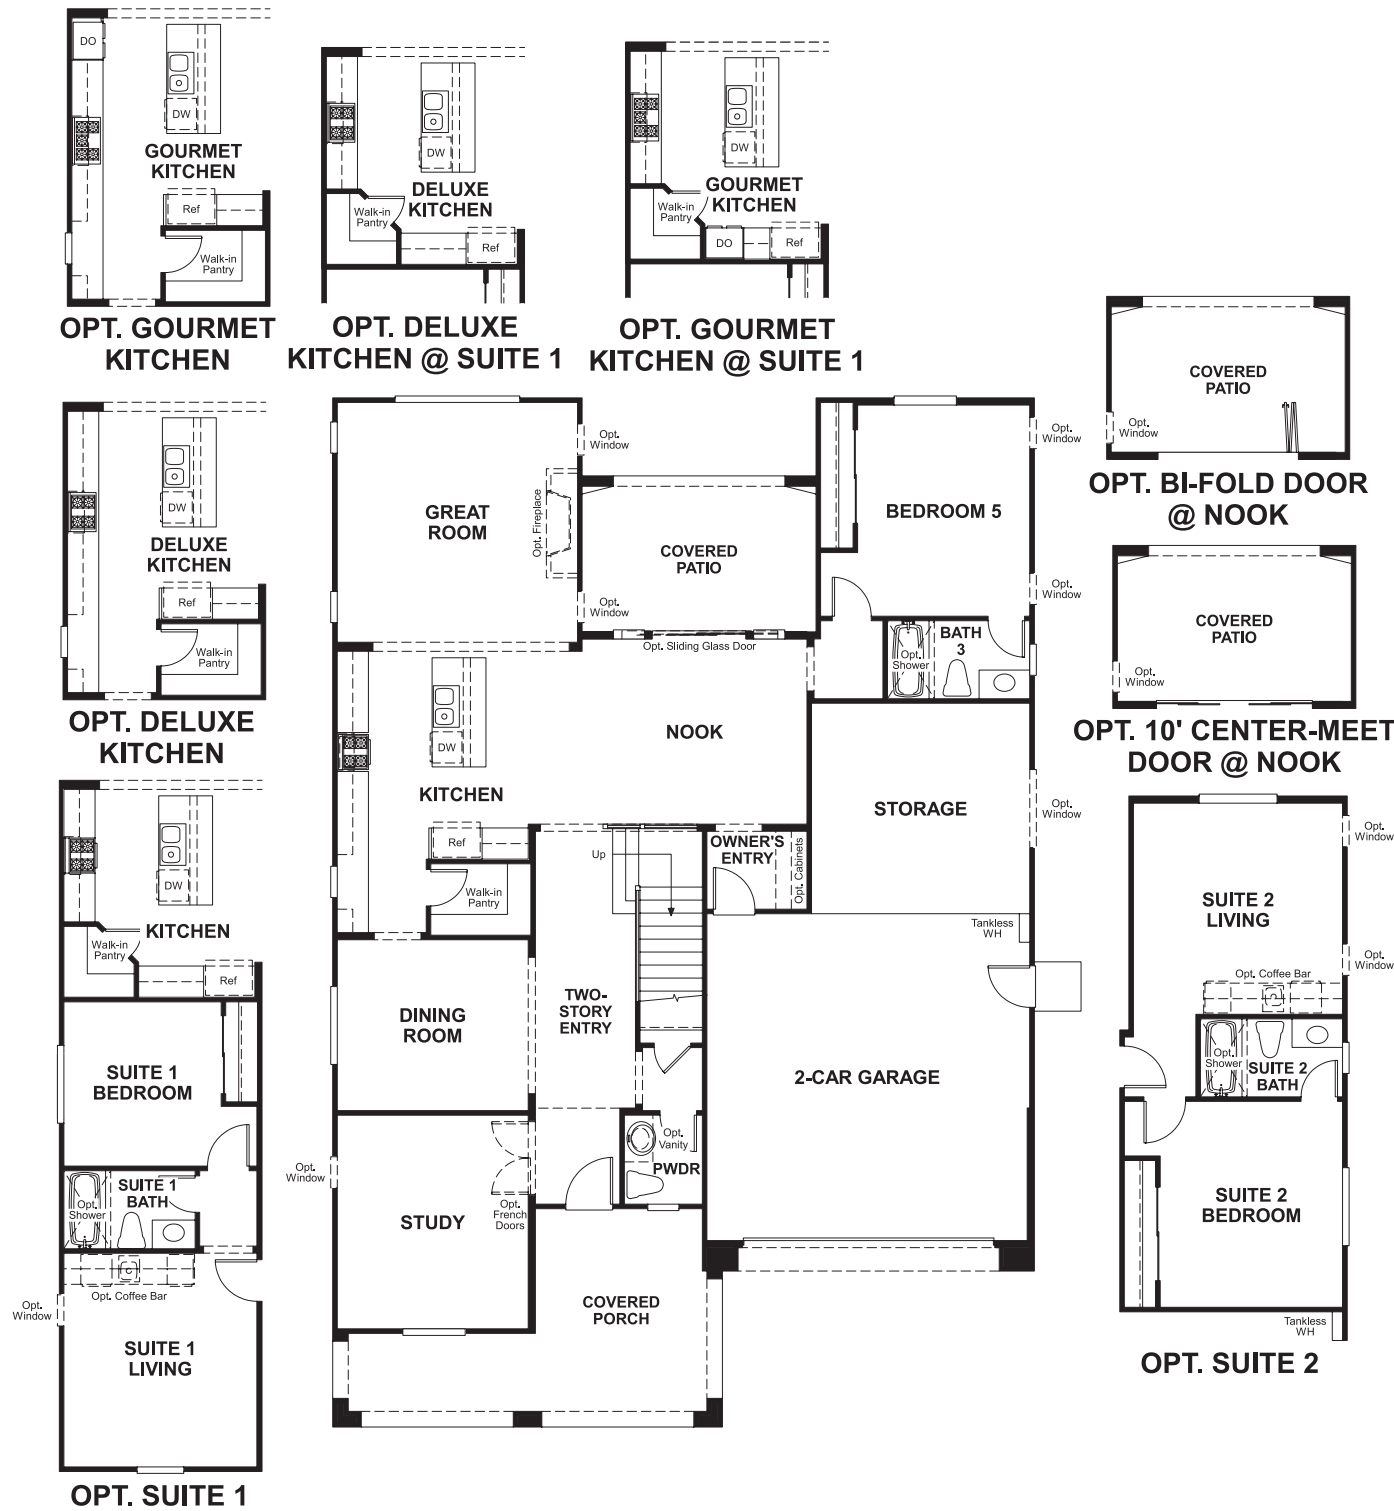 DO
DW
GOURMET
KITCHEN
Ref
Walk-in
Pantry
OPT. GOURMET
KITCHEN
DW
DELUXE
KITCHEN
Walk-in
Pantry
Ref
OPT. DELUXE
KITCHEN @ SUITE 1
DW
GOURMET
KITCHEN
Walk-in
Pantry
DO
Ref
OPT. GOURMET
KITCHEN @ SUITE 1
COVERED
PATIO
Opt.
Window
OPT. BI-FOLD DOOR
@ NOOK
COVERED
PATIO
Opt.
Window
OPT. 10' CENTER-MEET
DOOR @ NOOK
DW
DELUXE
KITCHEN
Ref
Walk-in
Pantry
OPT. DELUXE
KITCHEN
GREAT
ROOM
Opt. Fireplace
Opt.
Window
COVERED
PATIO
Opt.
Window
Opt. Sliding Glass Door
BEDROOM 5
Opt.
Window
Opt.
Window
BATH
3
Opt.
Shower
DW
KITCHEN
NOOK
Ref
Walk-in
Pantry
Up
OWNER'S
ENTRY
Opt. Cabinets
STORAGE
Opt.
Window
Tankless
WH
DINING
ROOM
TWO-
STORY
ENTRY
2-CAR GARAGE
Opt.
Vanity
PWDR
Opt.
Window
STUDY
Opt.
French
Doors
COVERED
PORCH
DW
KITCHEN
Walk-in
Pantry
Ref
SUITE 1
BEDROOM
SUITE 1
BATH
Opt.
Shower
Opt. Coffee Bar
Opt.
Window
SUITE 1
LIVING
OPT. SUITE 1
Opt.
Window
SUITE 2
LIVING
Opt.
Window
Opt. Coffee Bar
Opt.
Shower
SUITE 2
BATH
SUITE 2
BEDROOM
Tankless
WH
OPT. SUITE 2